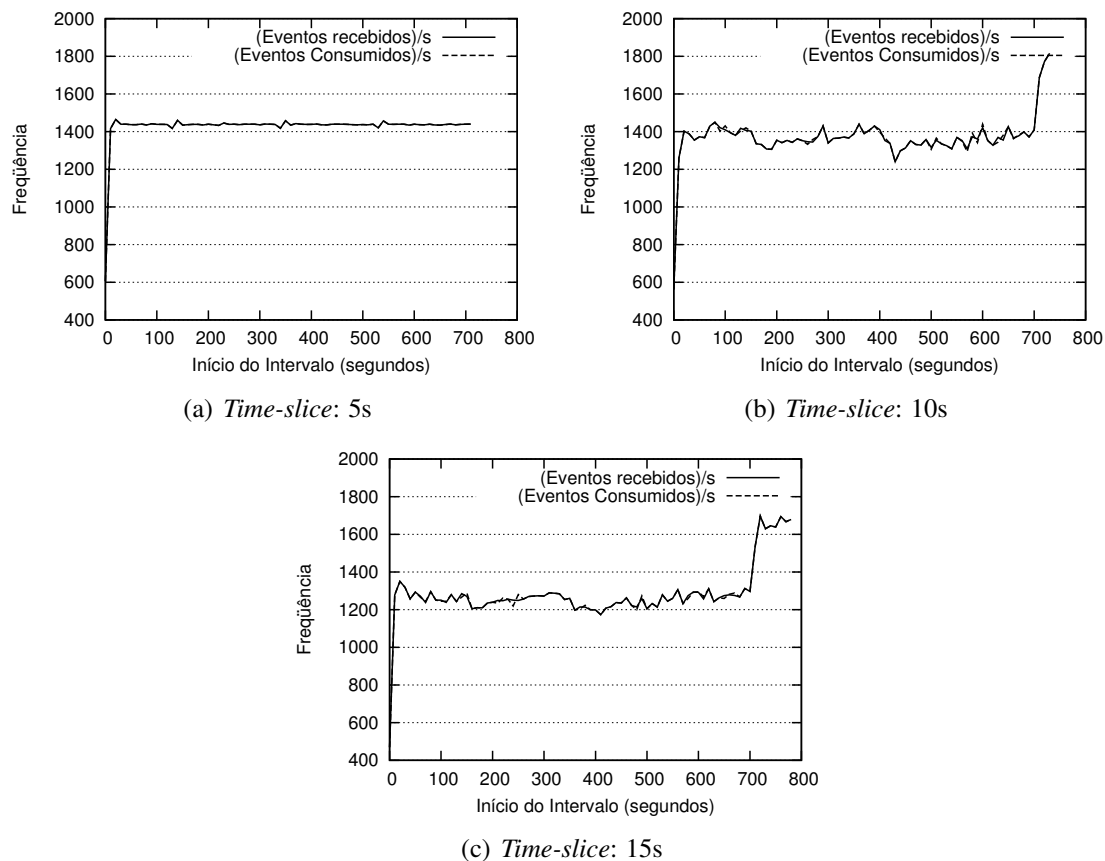 2000
1800
1600
1400
1200
1000
800
600
400
Freqüência
(Eventos recebidos)/s
(Eventos Consumidos)/s
0 100 200 300 400 500 600 700 800
Início do Intervalo (segundos)
(a) Time-slice: 5s
2000
1800
1600
1400
1200
1000
800
600
400
Freqüência
(Eventos recebidos)/s
(Eventos Consumidos)/s
0 100 200 300 400 500 600 700 800
Início do Intervalo (segundos)
(b) Time-slice: 10s
2000
1800
1600
1400
1200
1000
800
600
400
Freqüência
(Eventos recebidos)/s
(Eventos Consumidos)/s
0 100 200 300 400 500 600 700 800
Início do Intervalo (segundos)
(c) Time-slice: 15s